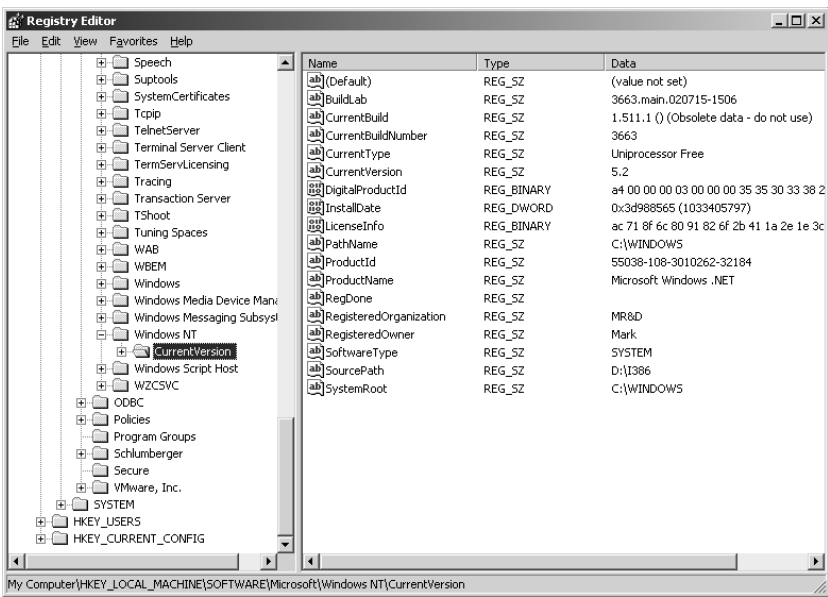 Registry Editor
File Edit View Favorites Help
Speech
Suptools
SystemCertificates
Tcpip
TelnetServer
Terminal Server Client
TermServLicensing
Tracing
Transaction Server
TShoot
Tuning Spaces
WAB
WBEM
Windows
Windows Media Device Mana
Windows Messaging Subsyst
Windows NT
CurrentVersion
Windows Script Host
WZCSVC
ODBC
Policies
Program Groups
Schlumberger
Secure
VMware, Inc.
SYSTEM
HKEY_USERS
HKEY_CURRENT_CONFIG
Name Type Data
(Default) REG_SZ (value not set)
BuildLab REG_SZ 3663.main.020715-1506
CurrentBuild REG_SZ 1.511.1 () (Obsolete data - do not use)
CurrentBuildNumber REG_SZ 3663
CurrentType REG_SZ Uniprocessor Free
CurrentVersion REG_SZ 5.2
DigitalProductId REG_BINARY a4 00 00 00 03 00 00 00 35 35 30 33 38 2
InstallDate REG_DWORD 0x3d988565 (1033405797)
LicenseInfo REG_BINARY ac 71 8f 6c 80 91 82 6f 2b 41 1a 2e 1e 3c
PathName REG_SZ C:\WINDOWS
ProductId REG_SZ 55038-108-3010262-32184
ProductName REG_SZ Microsoft Windows .NET
RegDone REG_SZ
RegisteredOrganization REG_SZ MR&D
RegisteredOwner REG_SZ Mark
SoftwareType REG_SZ SYSTEM
SourcePath REG_SZ D:\I386
SystemRoot REG_SZ C:\WINDOWS
My Computer\HKEY_LOCAL_MACHINE\SOFTWARE\Microsoft\Windows NT\CurrentVersion